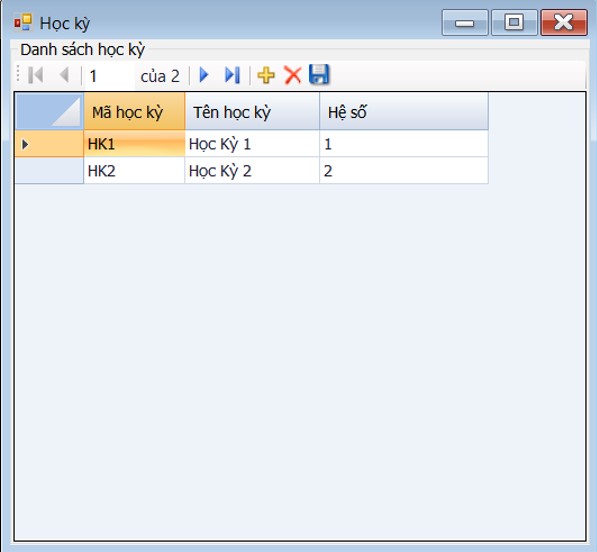 Học kỳ
Danh sách học kỳ
1 của 2
Mã học kỳ Tên học kỳ Hệ số
HK1 Học Kỳ 1 1
HK2 Học Kỳ 2 2